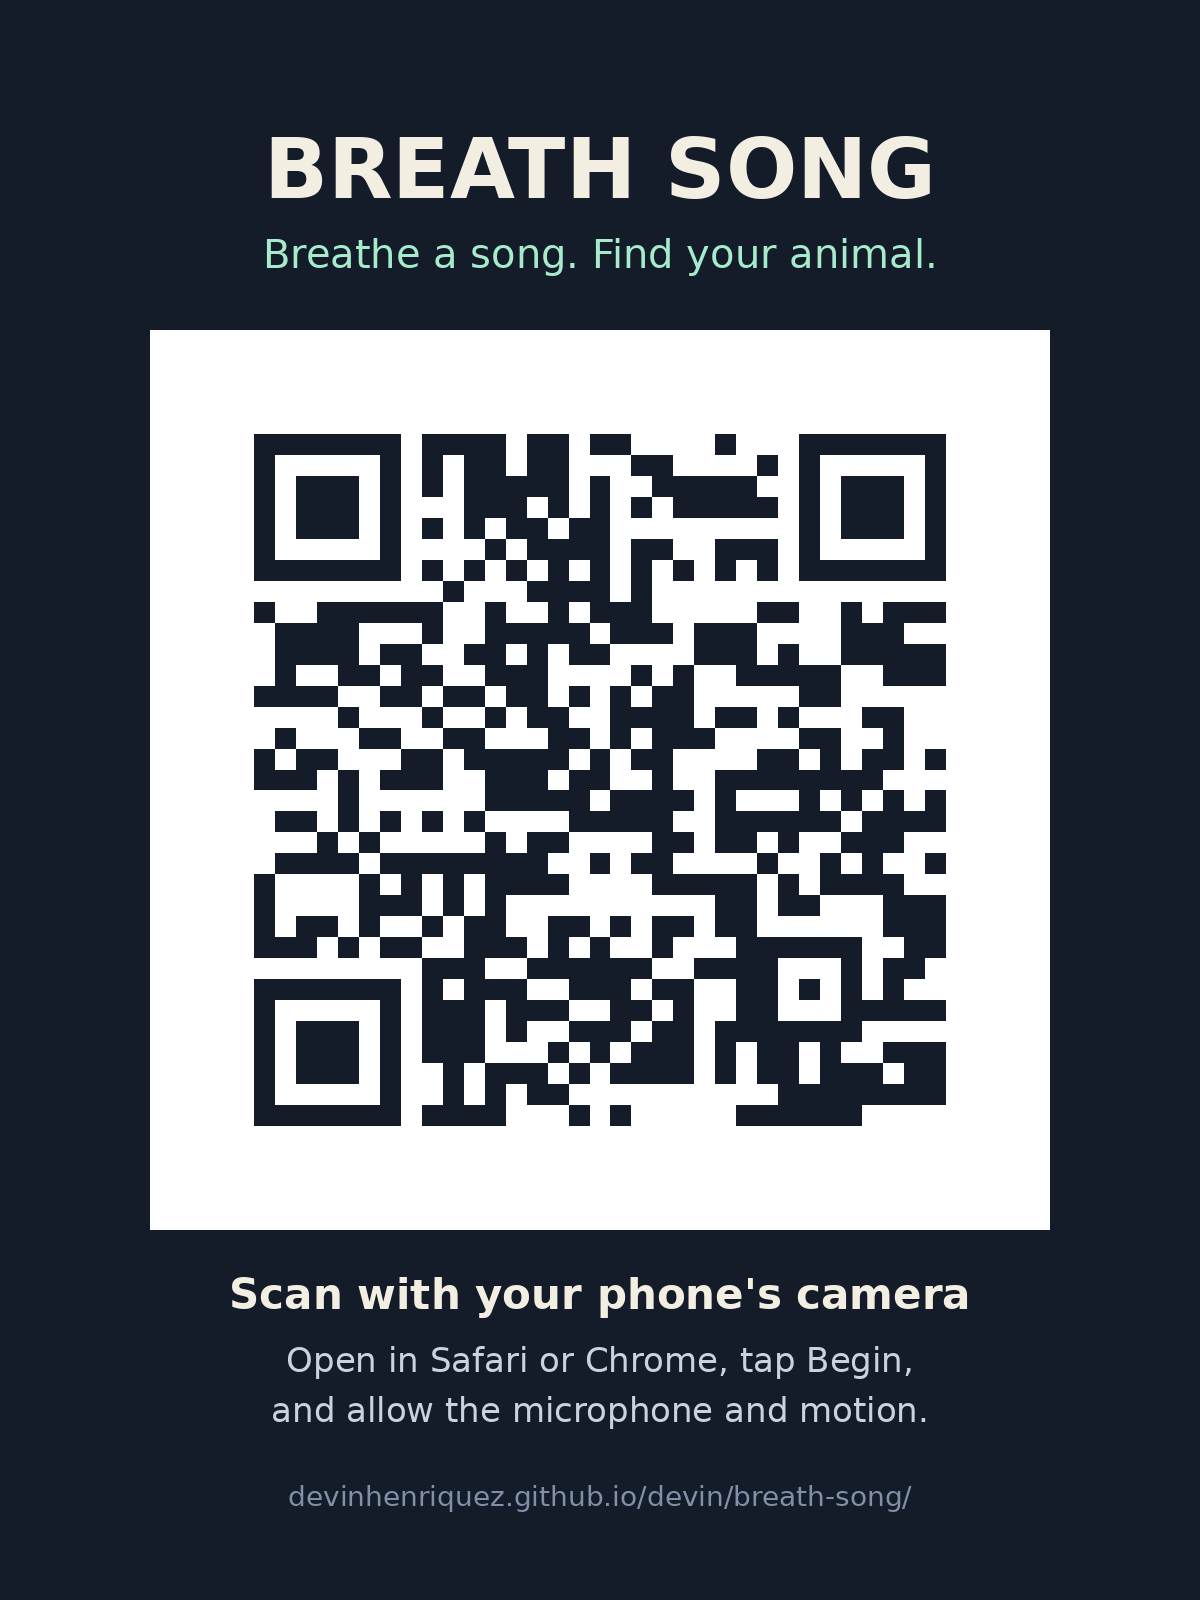 BREATH SONG
Breathe a song. Find your animal.
Scan with your phone's camera
Open in Safari or Chrome, tap Begin,
and allow the microphone and motion.
devinhenriquez.github.io/devin/breath-song/